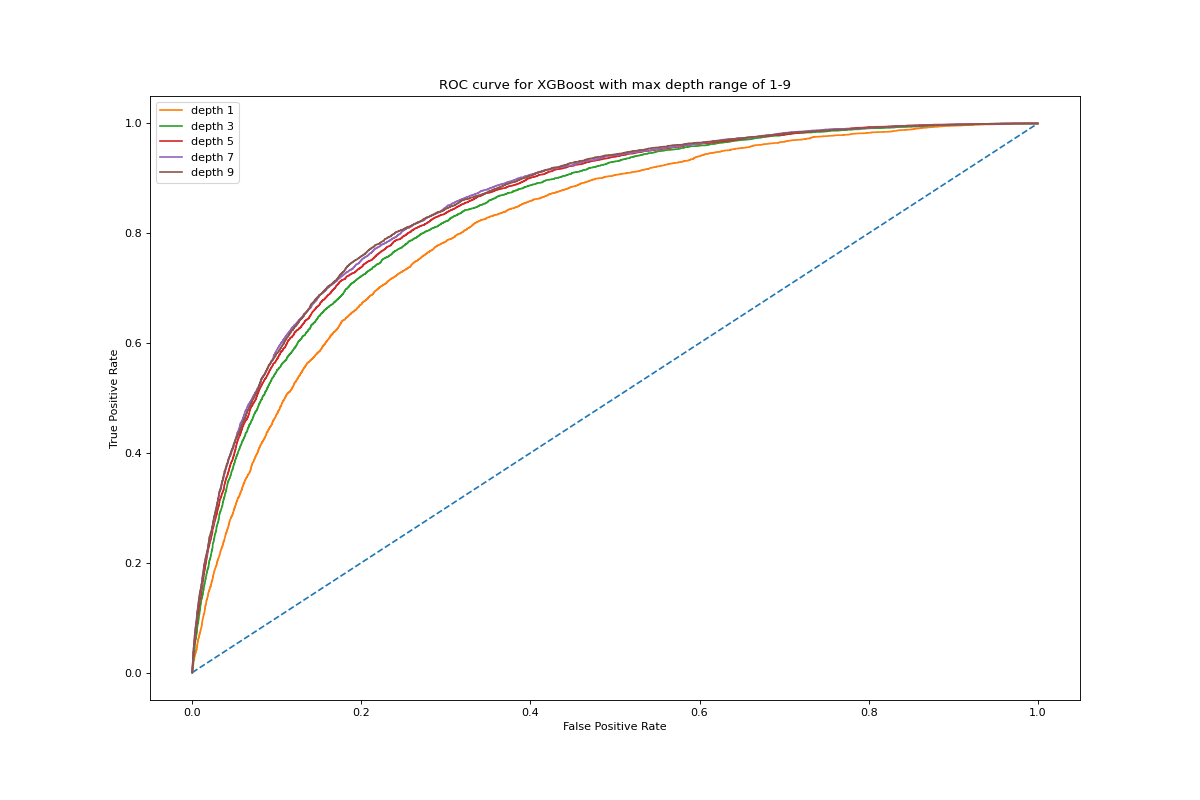 ROC curve for XGBoost with max depth range of 1-9
depth 1
depth 3
depth 5
depth 7
depth 9
1.0
0.8
0.6
0.4
0.2
0.0
True Positive Rate
0.0 0.2 0.4 0.6 0.8 1.0
False Positive Rate